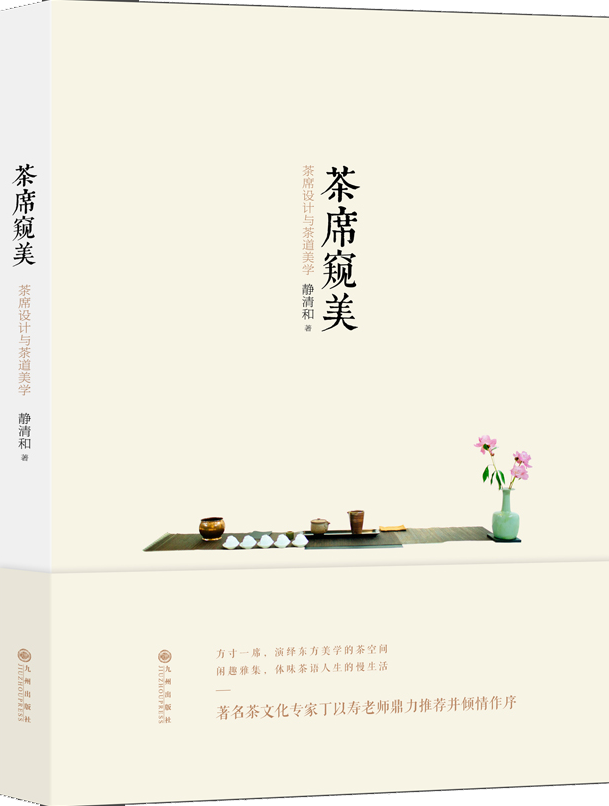 茶席窥美
茶席设计与茶道美学
静清和 著
九州出版社
JIUZHOUPRESS
茶席窥美
茶席设计与茶道美学
静清和 著
方寸一席，演绎东方美学的茶空间
闲趣雅集，体味茶语人生的慢生活
著名茶文化专家丁以寿老师鼎力推荐并倾情作序
九州出版社
JIUZHOUPRESS